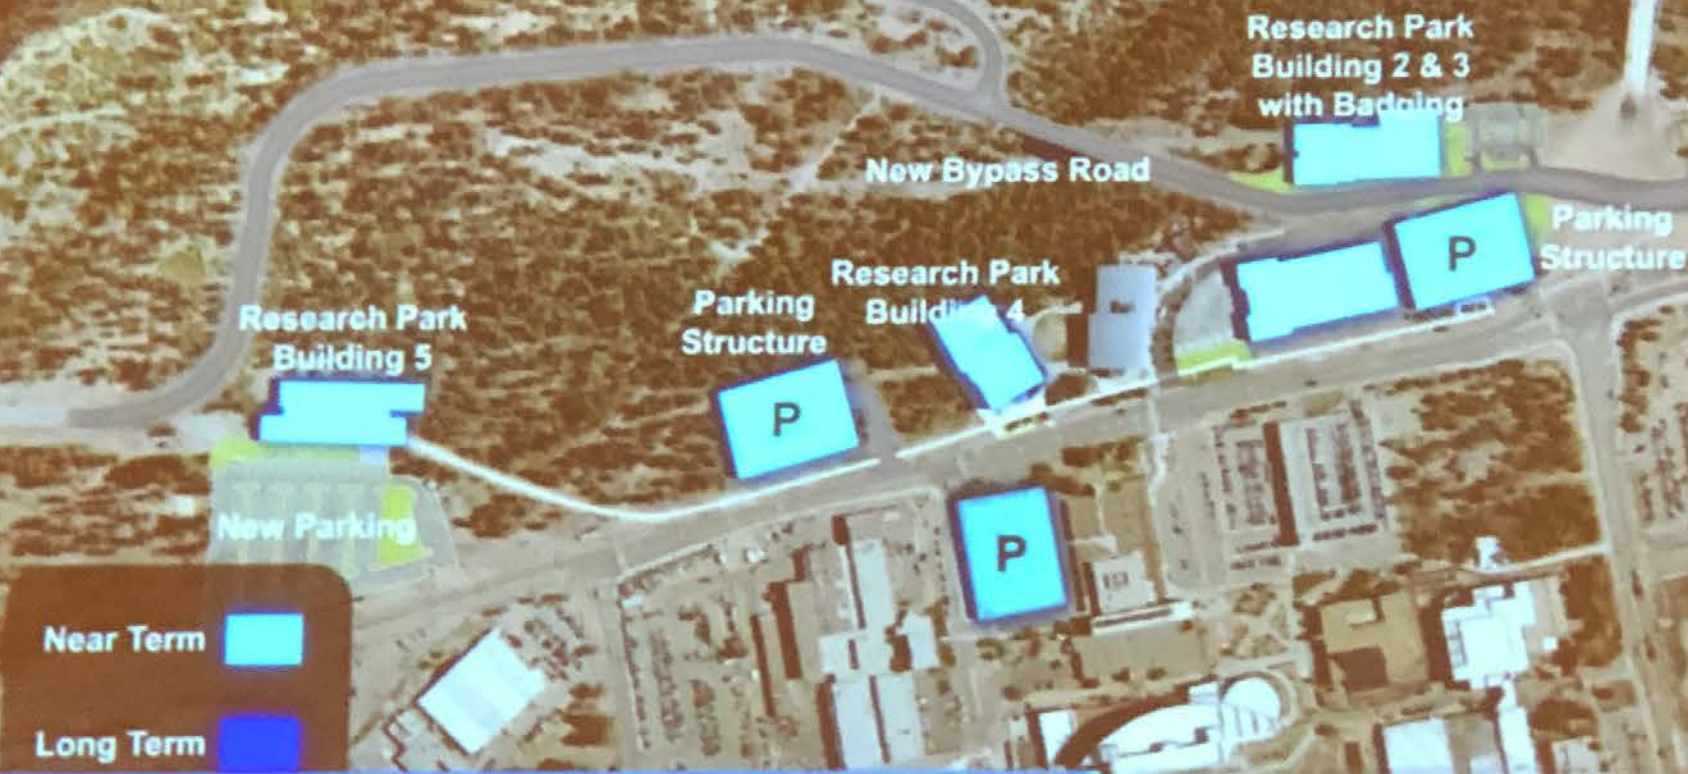 Research Park
Building 2 & 3
with Badging
New Bypass Road
Parking
Structure
P
Research Park
Building 4
Parking
Structure
P
Research Park
Building 5
P
New Parking
Near Term
Long Term